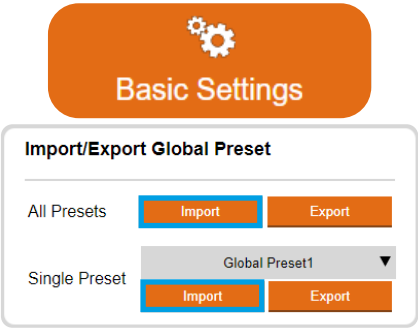 Basic Settings
Import/Export Global Preset
All Presets Import Export
Global Preset1
Single Preset
Import Export